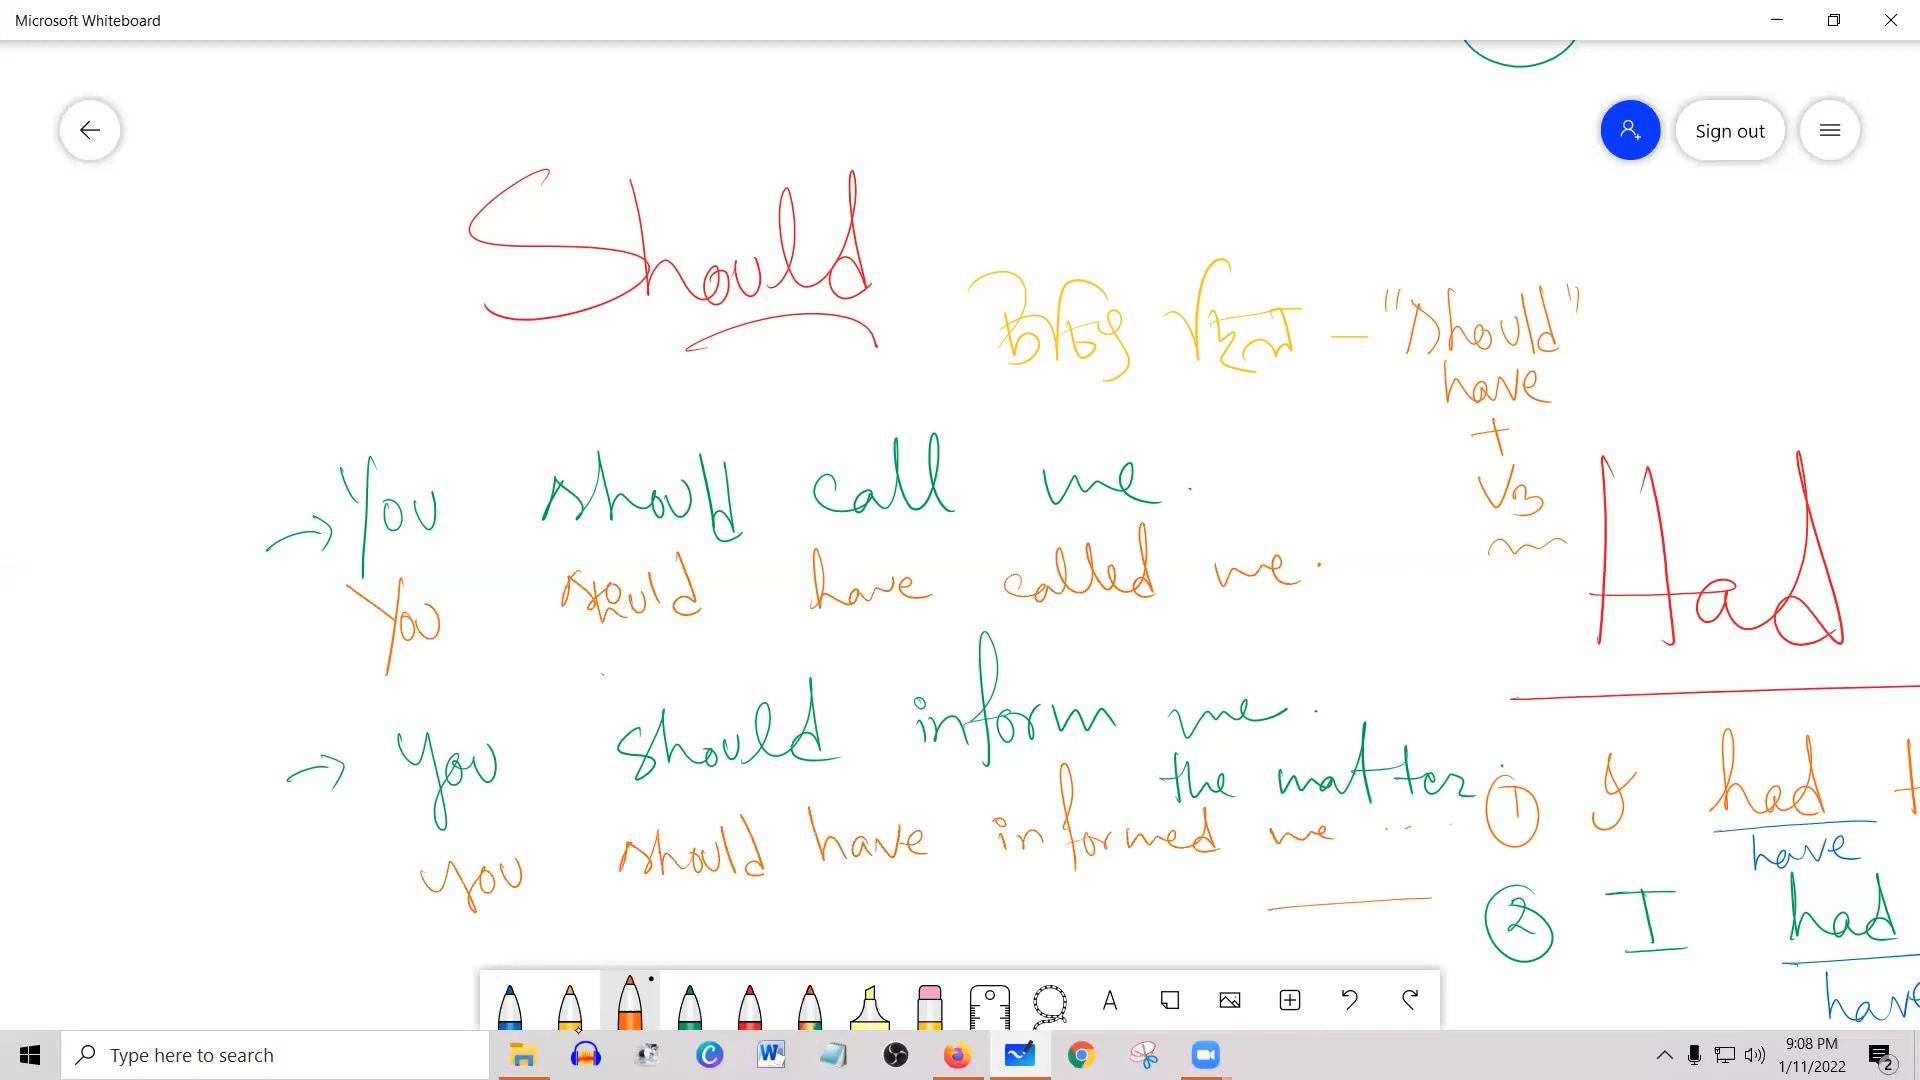 Microsoft Whiteboard
Sign out
Should
উচিৎ ছিল – "should"
have
+
V3
You should call me.
You should have called me.
Had
You should inform me.
the matter.
you should have informed me ...
① I had t
have
② I had
have
A
Type here to search
9:08 PM
1/11/2022
2